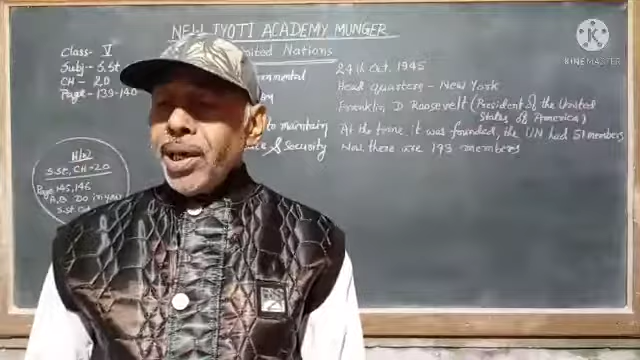 NEW JYOTI ACADEMY MUNGER
United Nations
Class- V
Subj- S.St
CH- 20
Page- 139-140
24th Oct. 1945
Head quarters - New York
Franklin D Roosevelt (President of the United
States of America)
to maintain
& Security
At the time it was founded, the UN had 51 members
Now there are 193 members
H/W
S.St, CH-20
Page 145, 146
A, B Do in you
S.St
KINEMASTER